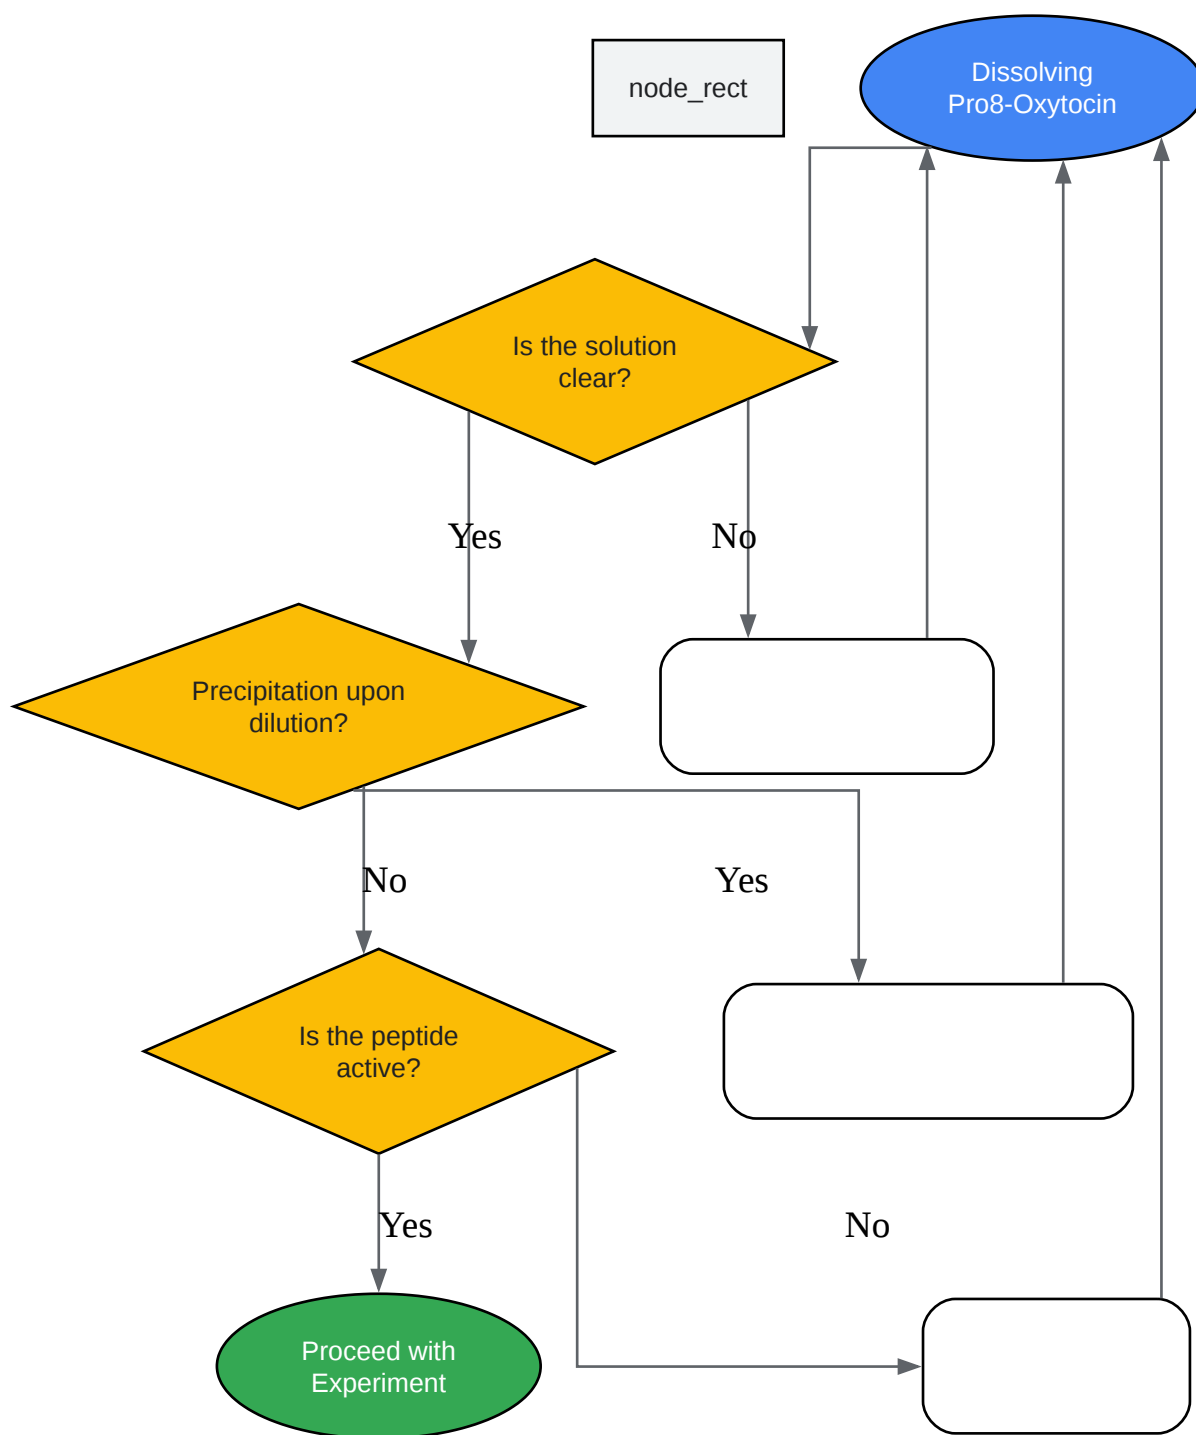 node_rect
Dissolving
Pro8-Oxytocin
Is the solution
clear?
Yes
No
Precipitation upon
dilution?
No
Yes
Is the peptide
active?
Yes
No
Proceed with
Experiment